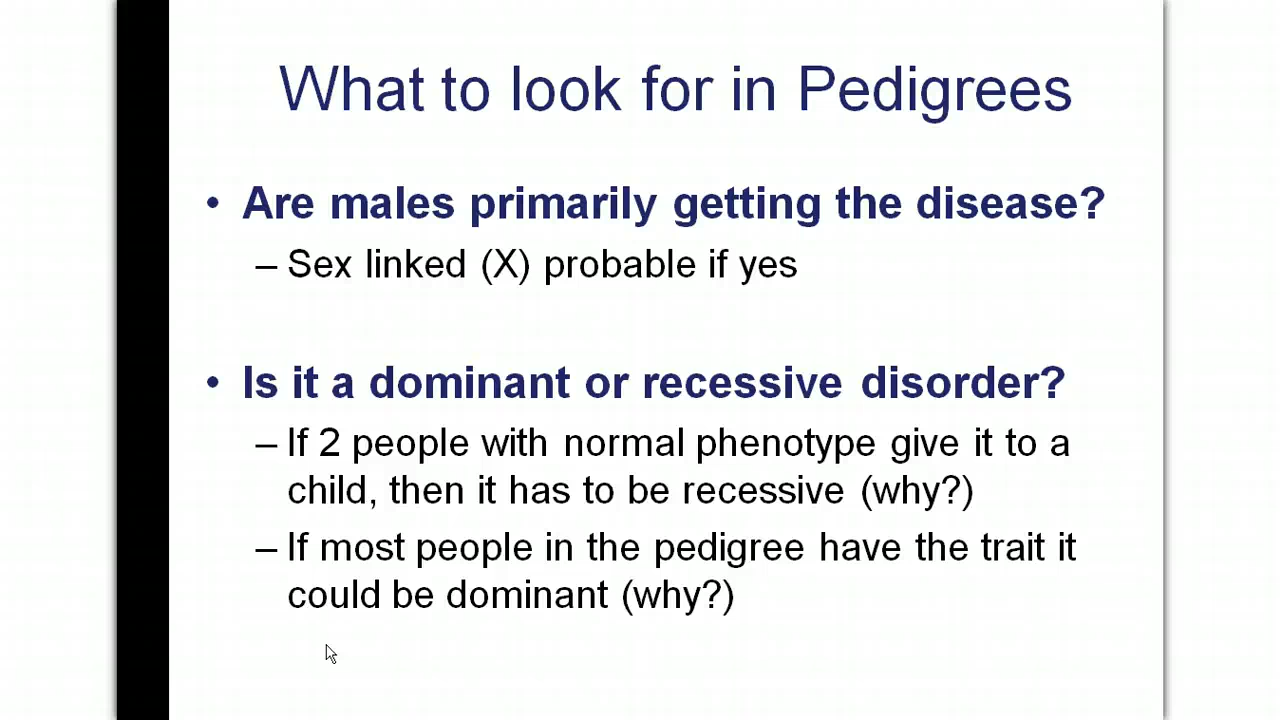 What to look for in Pedigrees
• Are males primarily getting the disease?
– Sex linked (X) probable if yes
• Is it a dominant or recessive disorder?
– If 2 people with normal phenotype give it to a
child, then it has to be recessive (why?)
– If most people in the pedigree have the trait it
could be dominant (why?)